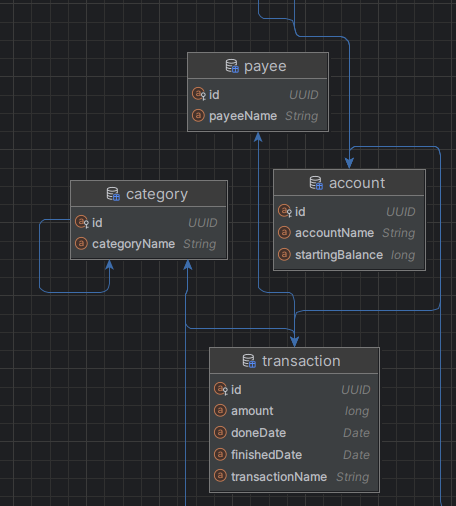 payee
id UUID
payeeName String
category
id UUID
categoryName String
account
id UUID
accountName String
startingBalance long
transaction
id UUID
amount long
doneDate Date
finishedDate Date
transactionName String